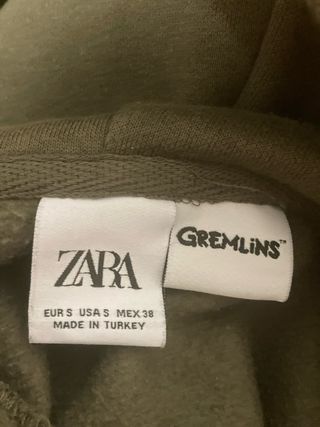 ZARA
EUR S USA S MEX 38
MADE IN TURKEY
GREMLiNS™